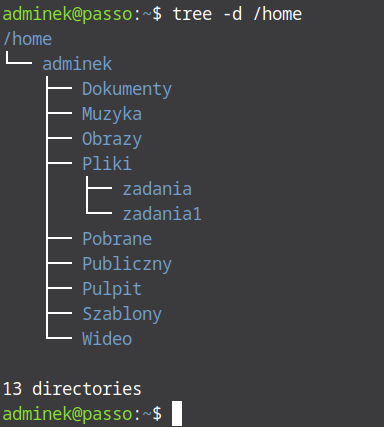 adminek@passo:~$ tree -d /home
/home
└── adminek
    ├── Dokumenty
    ├── Muzyka
    ├── Obrazy
    ├── Pliki
    │   ├── zadania
    │   └── zadania1
    ├── Pobrane
    ├── Publiczny
    ├── Pulpit
    ├── Szablony
    └── Wideo

13 directories
adminek@passo:~$